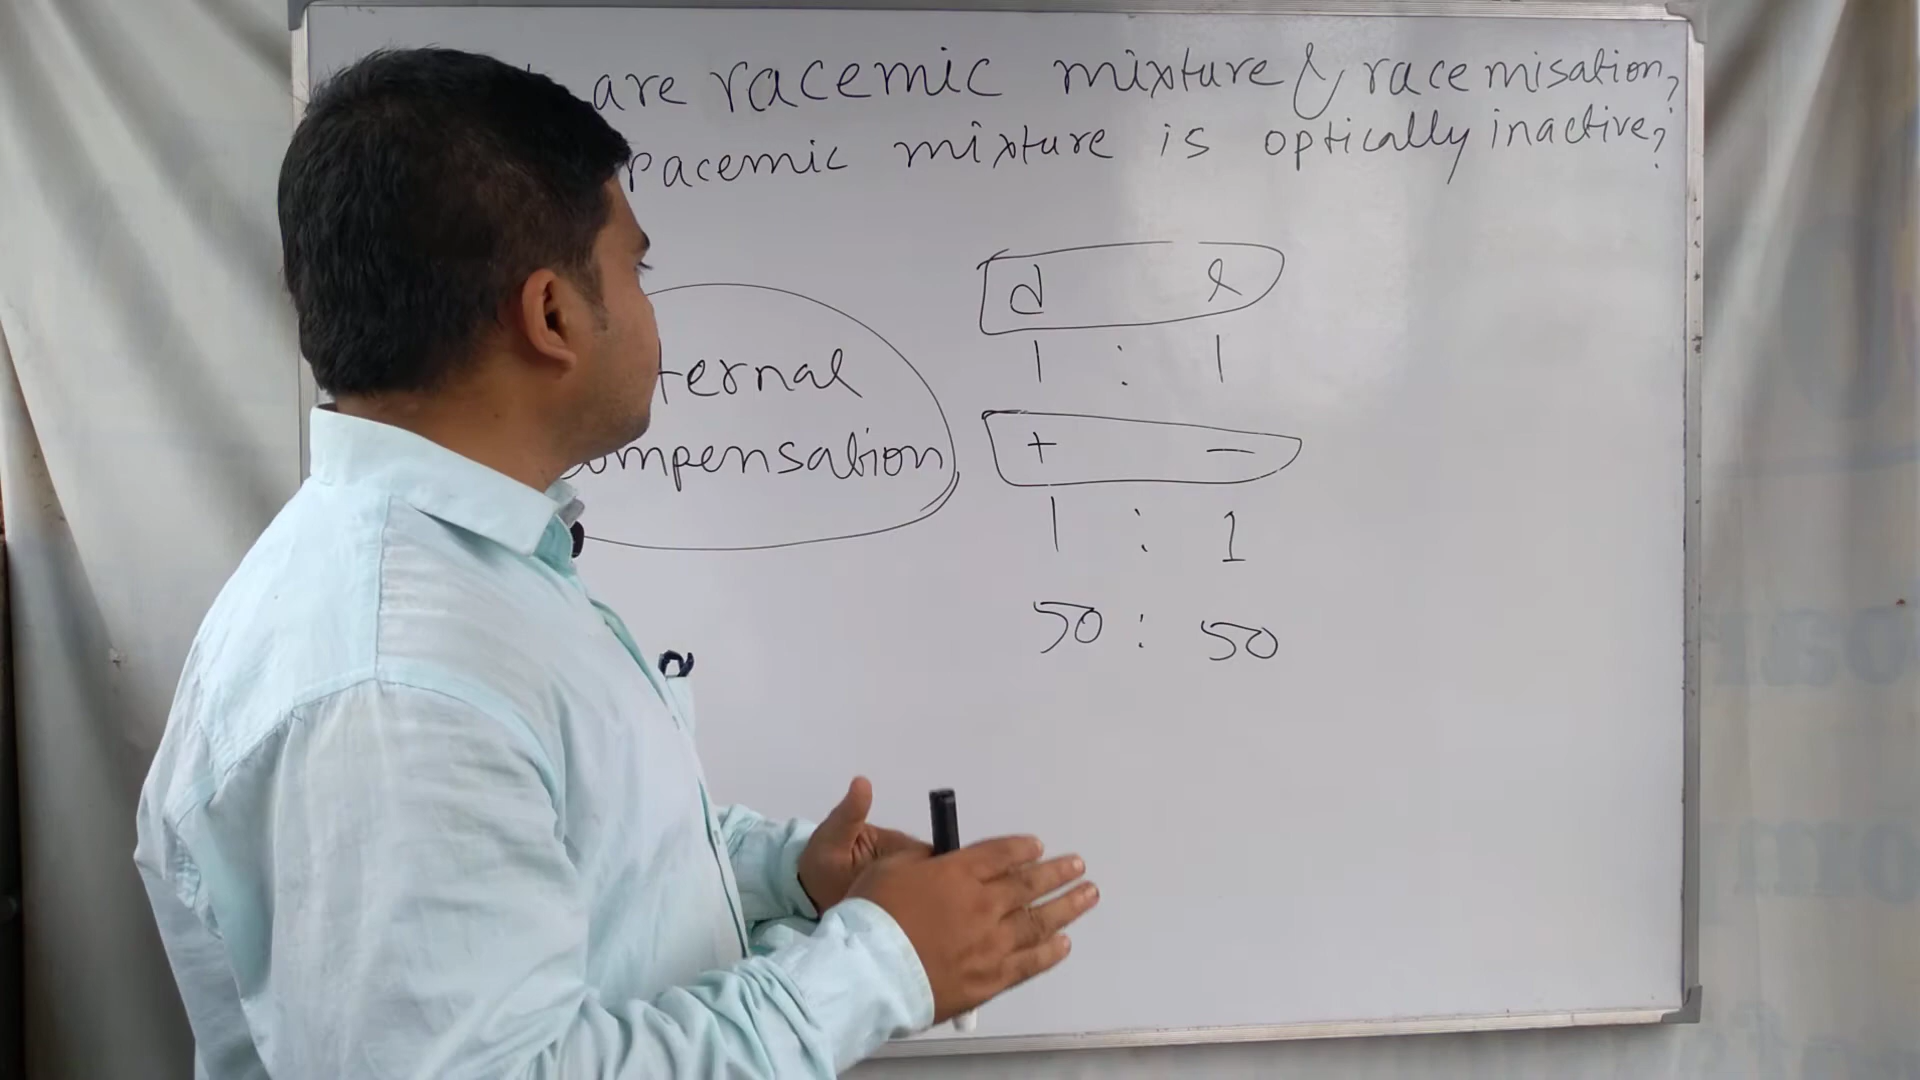 are racemic mixture & racemisation,
racemic mixture is optically inactive?
d l
1 : 1
ternal
ompensation
+ -
1 : 1
50 : 50